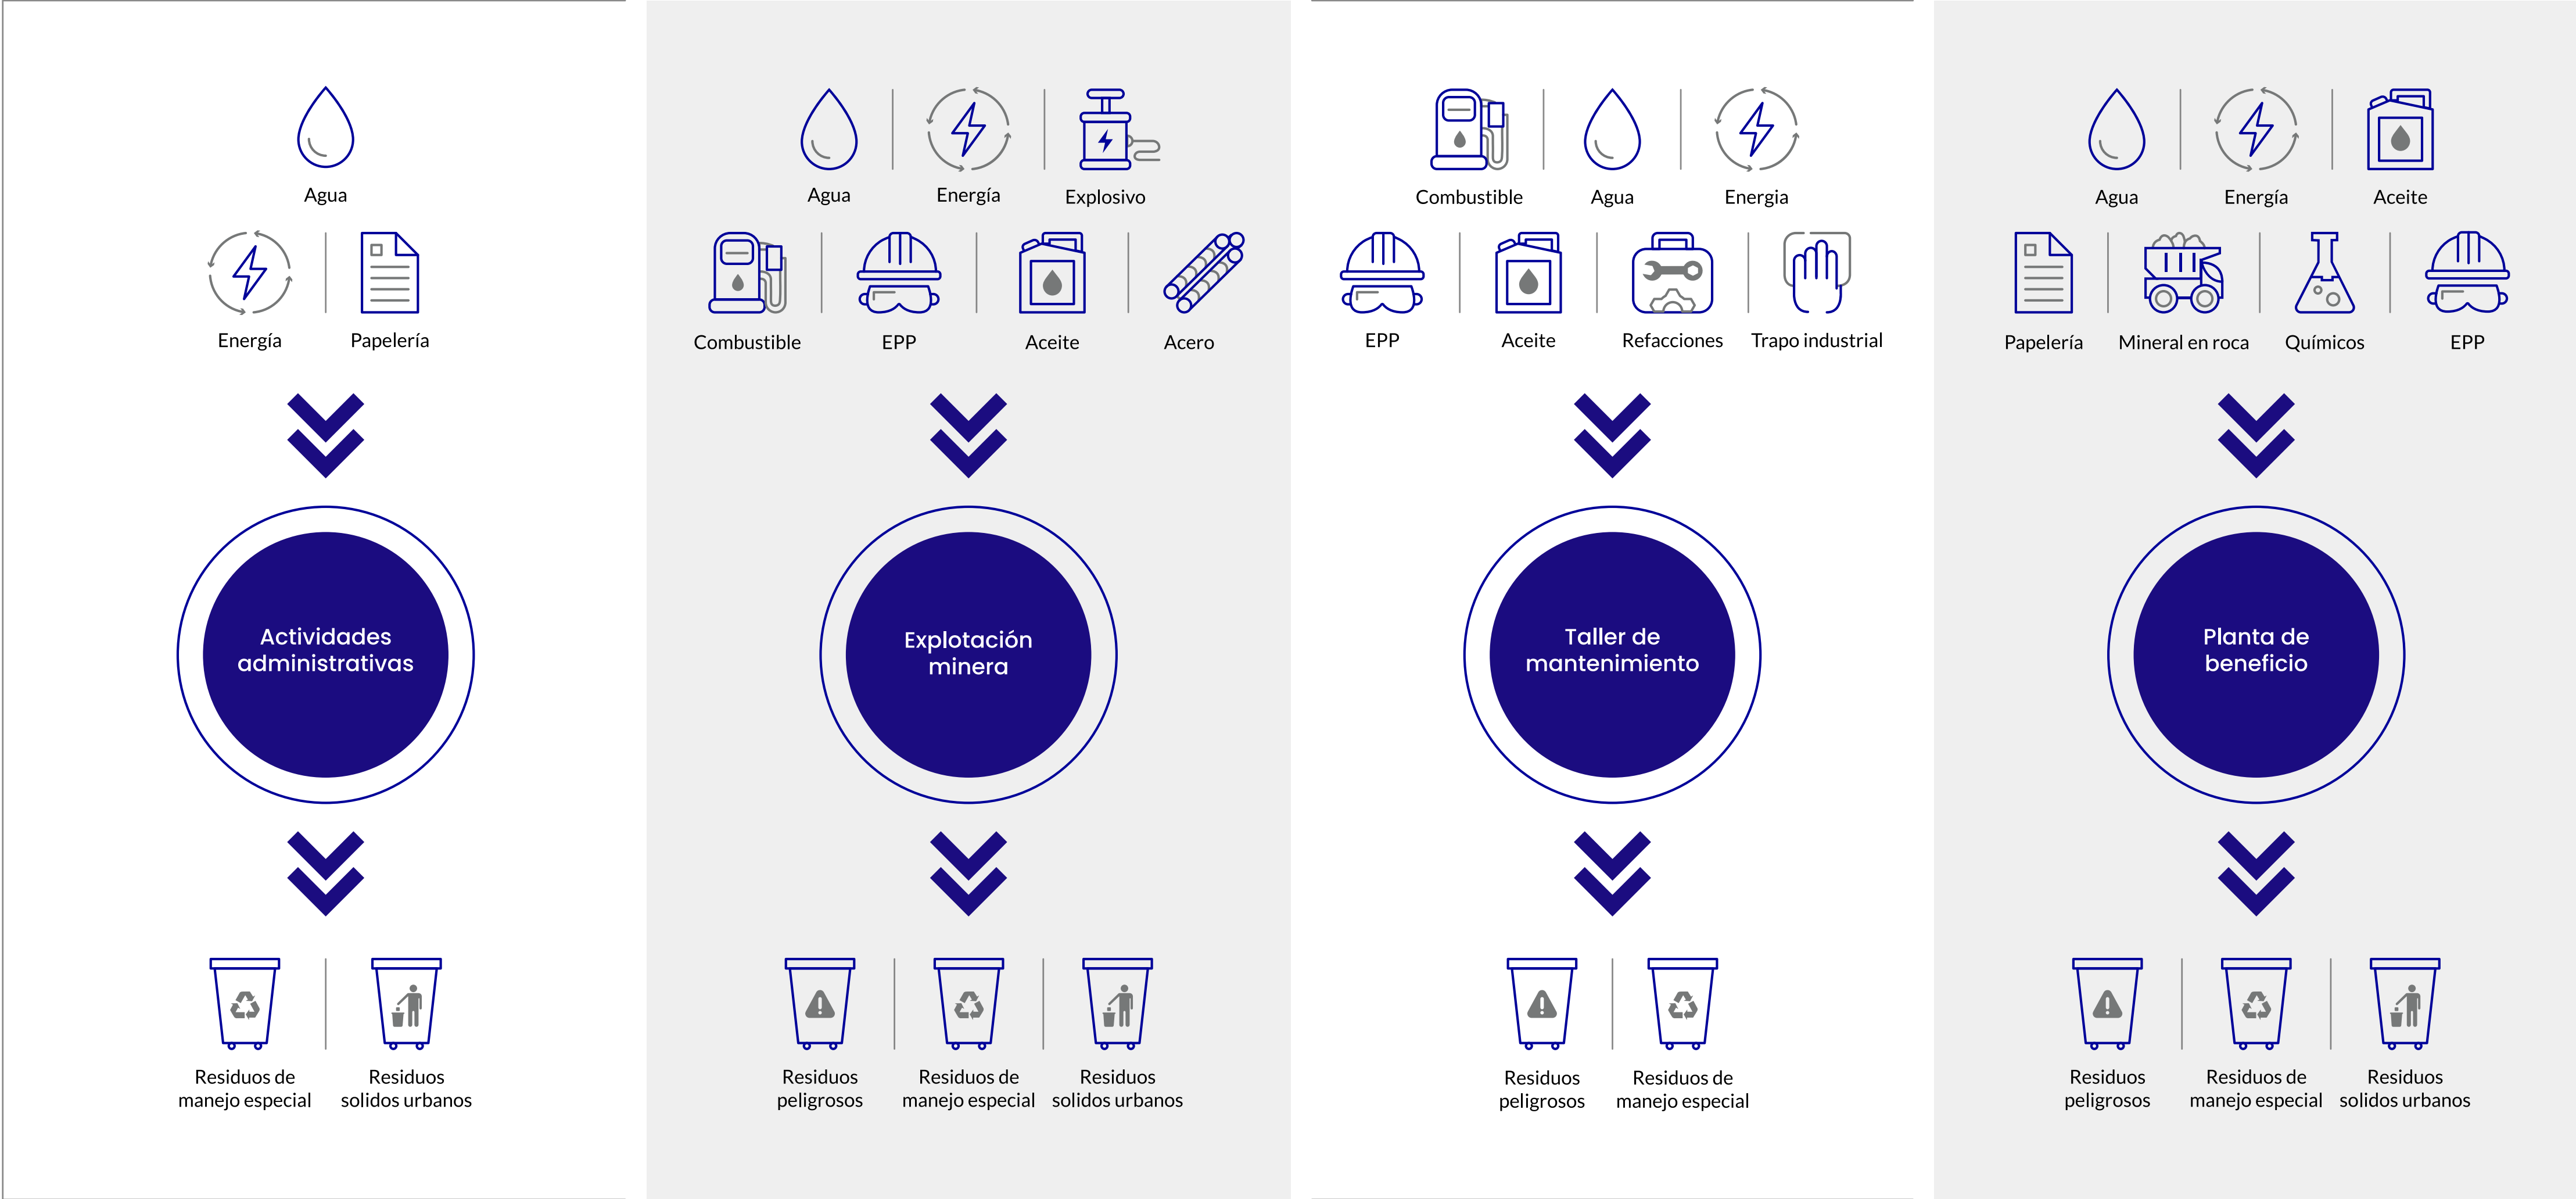 Agua
Energía
Papelería
Actividades
administrativas
Residuos de
manejo especial
Residuos
solidos urbanos
Agua
Energía
Explosivo
Combustible
EPP
Aceite
Acero
Explotación
minera
Residuos
peligrosos
Residuos de
manejo especial
Residuos
solidos urbanos
Combustible
Agua
Energia
EPP
Aceite
Refacciones
Trapo industrial
Taller de
mantenimiento
Residuos
peligrosos
Residuos de
manejo especial
Agua
Energía
Aceite
Papelería
Mineral en roca
Químicos
EPP
Planta de
beneficio
Residuos
peligrosos
Residuos de
manejo especial
Residuos
solidos urbanos